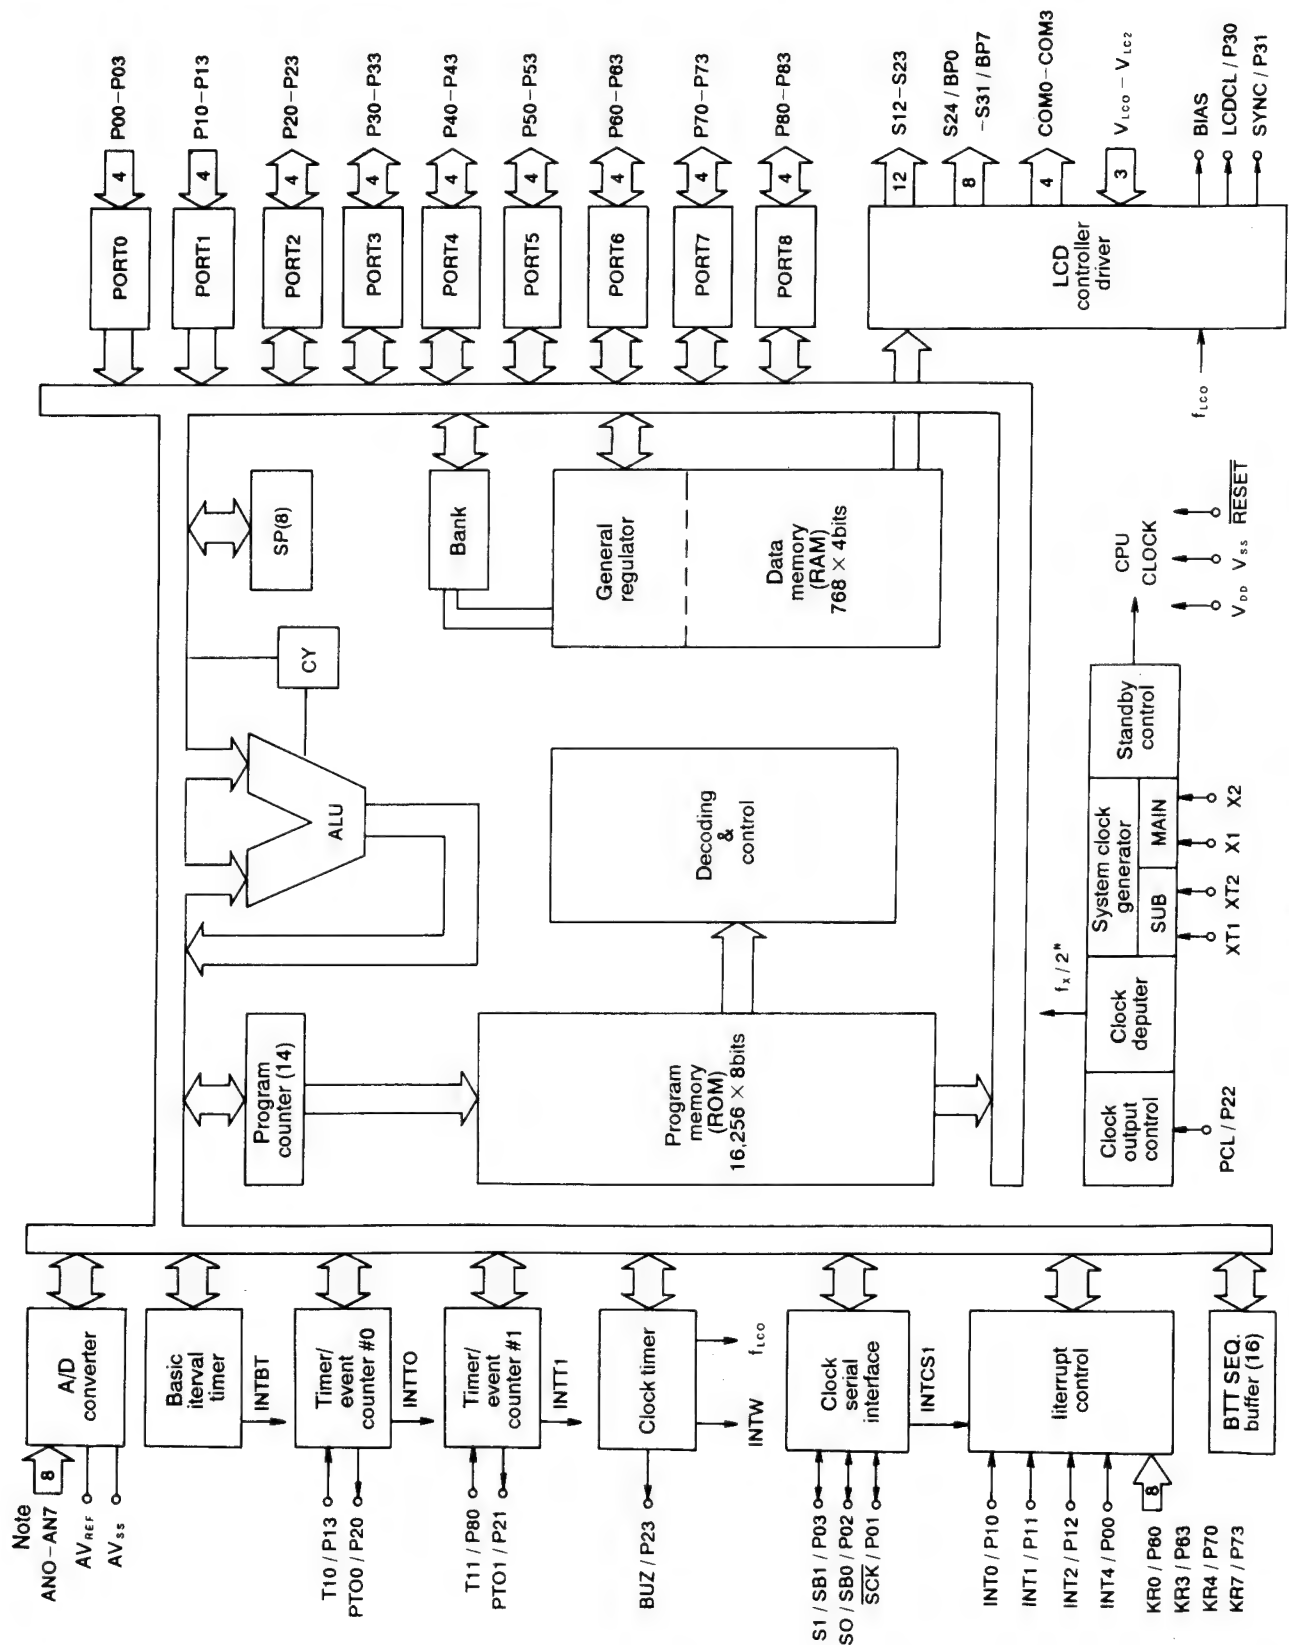 Note
ANO-AN7
8
AVREF
AVSS
A/D
converter
Basic
iterval
timer
INTBT
T10 / P13
PTO0 / P20
Timer/
event
counter #0
INTTO
T11 / P80
PTO1 / P21
Timer/
event
counter #1
INTT1
BUZ / P23
Clock timer
INTW
fLCO
S1 / SB1 / P03
SO / SB0 / P02
SCK / P01
Clock
serial
interface
INTCS1
INT0 / P10
INT1 / P11
INT2 / P12
INT4 / P00
KR0 / P60
KR3 / P63
KR4 / P70
KR7 / P73
8
literrupt
control
BTT SEQ.
buffer (16)
Program
counter (14)
ALU
CY
SP(8)
Program
memory
(ROM)
16,256 × 8bits
Decoding
&
control
Bank
General
regulator
Data
memory
(RAM)
768 × 4bits
Clock
output
control
PCL / P22
Clock
deputer
fX / 2N
System clock
generator
SUB
MAIN
XT1 XT2
X1 X2
Standby
control
CPU
CLOCK
VDD VSS RESET
PORT0
4
P00-P03
PORT1
4
P10-P13
PORT2
4
P20-P23
PORT3
4
P30-P33
PORT4
4
P40-P43
PORT5
4
P50-P53
PORT6
4
P60-P63
PORT7
4
P70-P73
PORT8
4
P80-P83
LCD
controller
driver
fLCO
12
S12-S23
8
S24 / BP0
-S31 / BP7
4
COM0-COM3
3
VLCO-VLC2
BIAS
LCDCL / P30
SYNC / P31